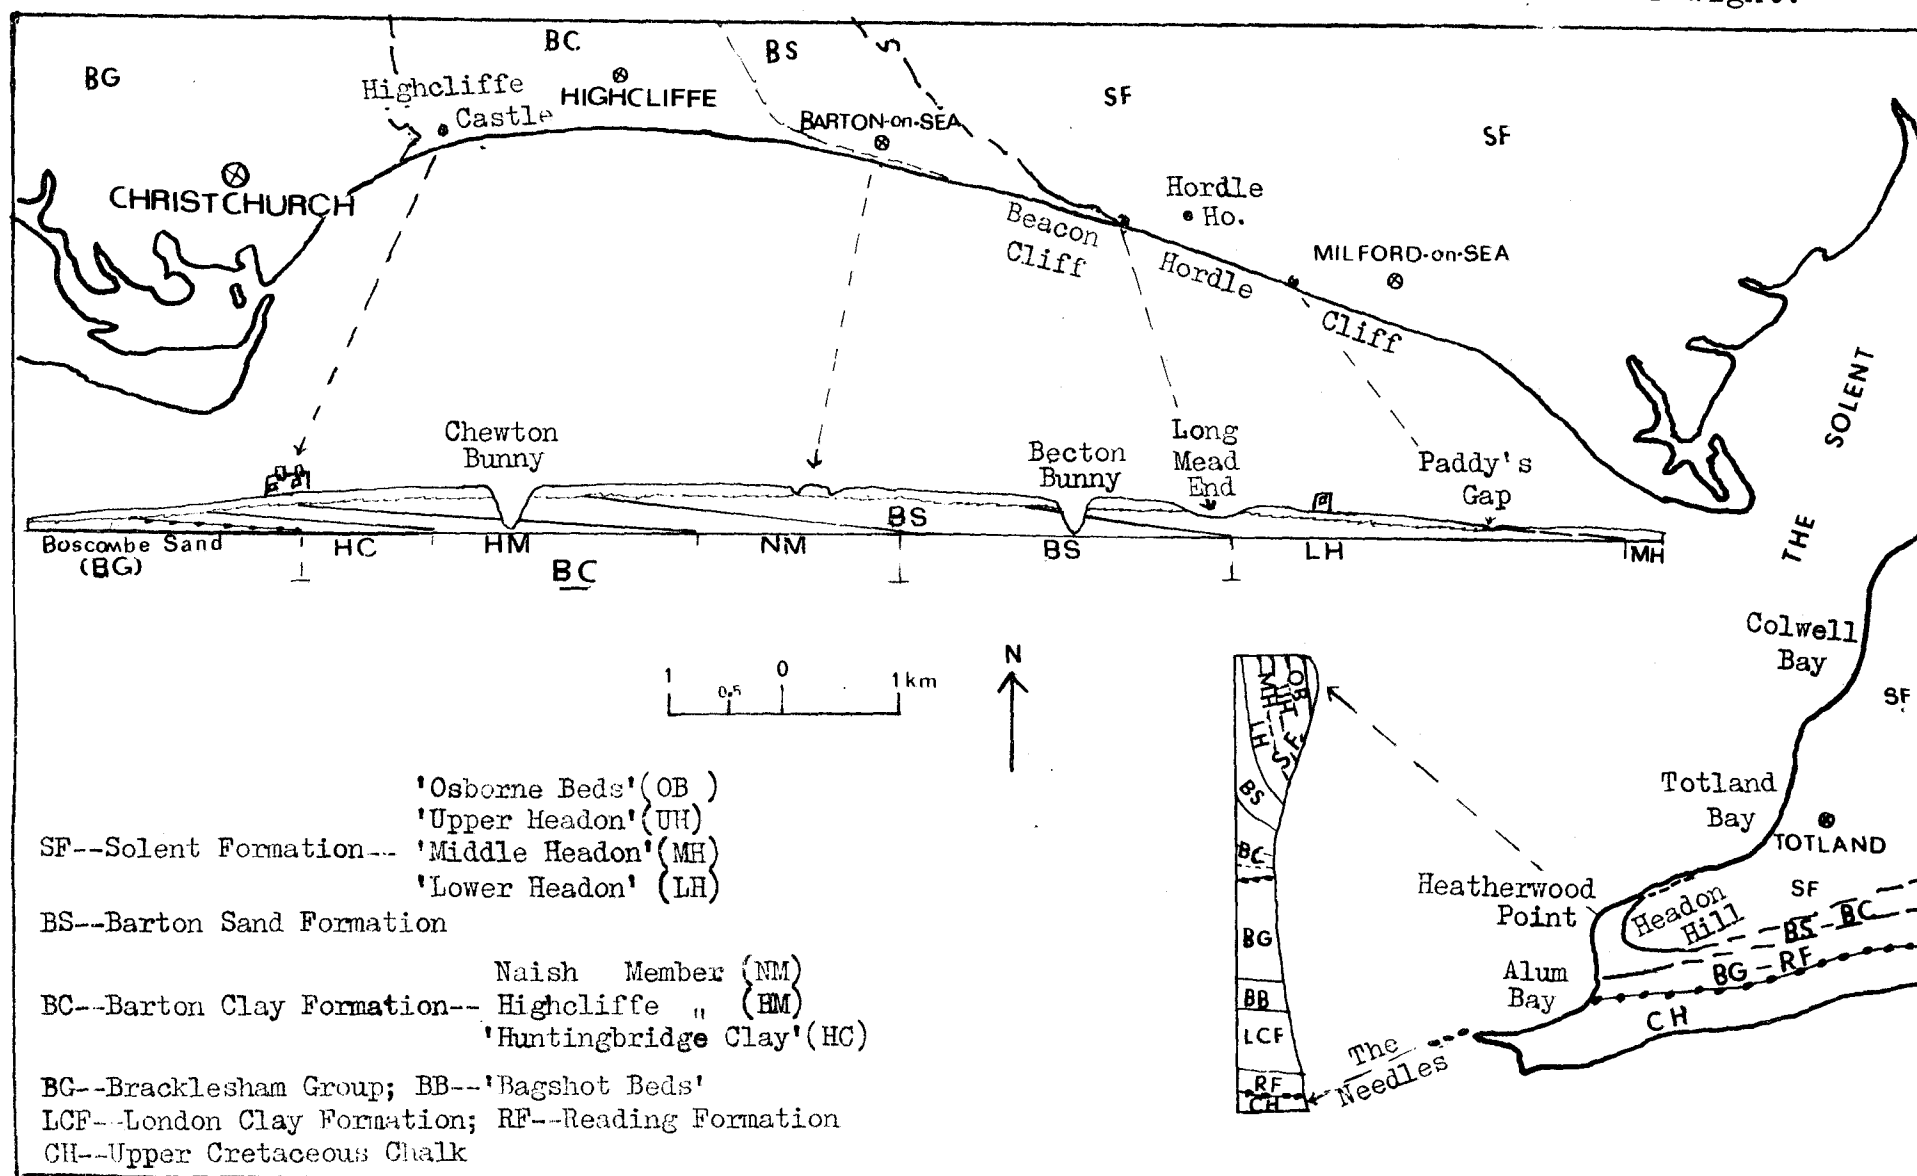 Wight.
BG
BC.
BS
S
SF
SF
Highcliffe
Castle
HIGHCLIFFE
BARTON-on-SEA
CHRISTCHURCH
Hordle
Ho.
Beacon
Cliff
Hordle
Cliff
MILFORD-on-SEA
THE SOLENT
Chewton
Bunny
Becton
Bunny
Long
Mead
End
Paddy's
Gap
BS
Boscombe Sand
(BG)
HC
HM
NM
BS
LH
MH
BC
1 0.5 0 1km
N
Colwell
Bay
SF
Totland
Bay
TOTLAND
Heatherwood
Point
Headon
Hill
SF
BS-BC
BG-RF
Alum
Bay
CH
The
Needles
OB
UH
MH
LH
SF
BS
BC
BG
BB
LCF
RF
CH
'Osborne Beds'(OB )
'Upper Headon'(UH)
SF--Solent Formation-- 'Middle Headon'(MH)
'Lower Headon' (LH)
BS--Barton Sand Formation
Naish Member (NM)
BC--Barton Clay Formation-- Highcliffe " (HM)
'Huntingbridge Clay'(HC)
BG--Bracklesham Group; BB--'Bagshot Beds'
LCF--London Clay Formation; RF--Reading Formation
CH--Upper Cretaceous Chalk